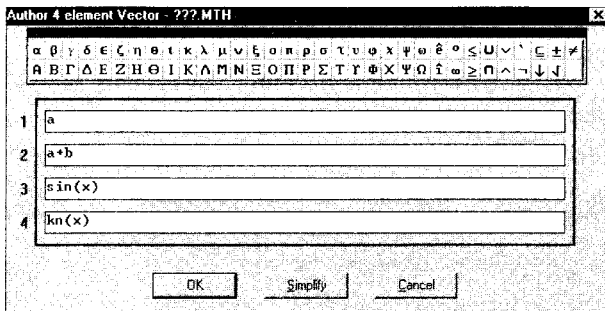 Author 4 element Vector - ???.MTH
α β γ δ ε ζ η θ ι κ λ μ ν ξ ο π ρ σ τ υ φ χ ψ ω ê ° ≤ ∪ ∨ ` ⊆ ± ≠
Α Β Γ Δ Ε Ζ Η Θ Ι Κ Λ Μ Ν Ξ Ο Π Ρ Σ Τ Υ Φ Χ Ψ Ω î ∞ ≥ ∩ ∧ ¬ ↓ √
1 a
2 a+b
3 sin(x)
4 kn(x)
OK Simplify Cancel